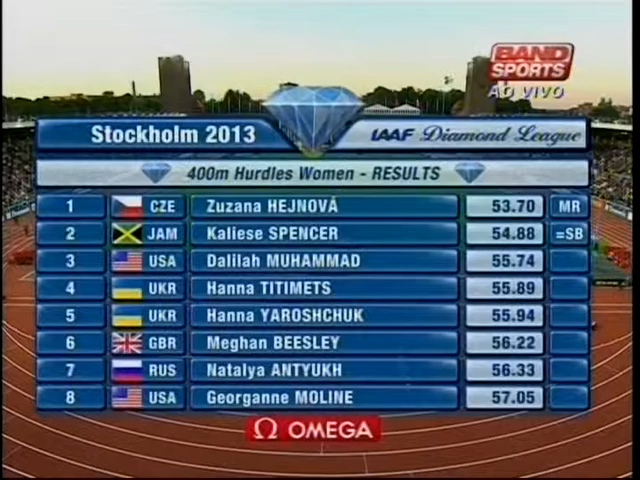 BAND
SPORTS
AO VIVO
Stockholm 2013 IAAF Diamond League
400m Hurdles Women - RESULTS
1 CZE Zuzana HEJNOVÁ 53.70 MR
2 JAM Kaliese SPENCER 54.88 =SB
3 USA Dalilah MUHAMMAD 55.74
4 UKR Hanna TITIMETS 55.89
5 UKR Hanna YAROSHCHUK 55.94
6 GBR Meghan BEESLEY 56.22
7 RUS Natalya ANTYUKH 56.33
8 USA Georganne MOLINE 57.05
Ω OMEGA